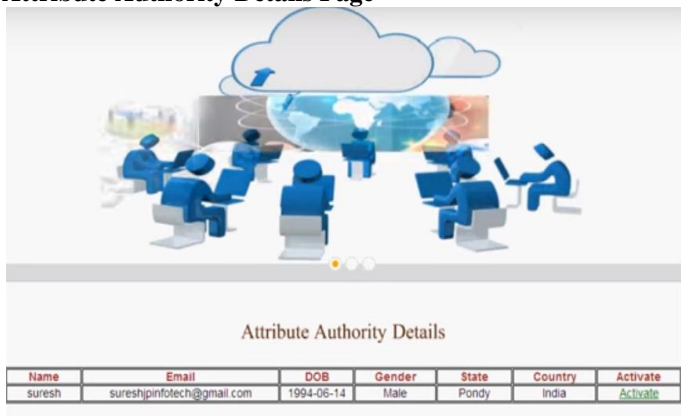 Attribute Authority Details Page
Attribute Authority Details
Name Email DOB Gender State Country Activate
suresh sureshjpinfotech@gmail.com 1994-06-14 Male Pondy India Activate